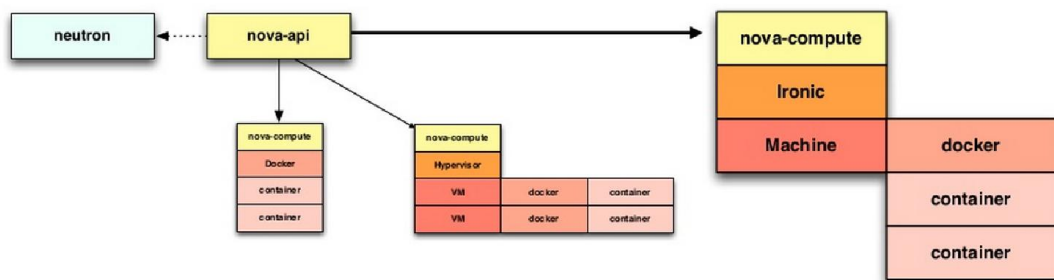 neutron
nova-api
nova-compute
Docker
container
container
nova-compute
Hypervisor
VM docker container
VM docker container
nova-compute
Ironic
Machine docker
container
container